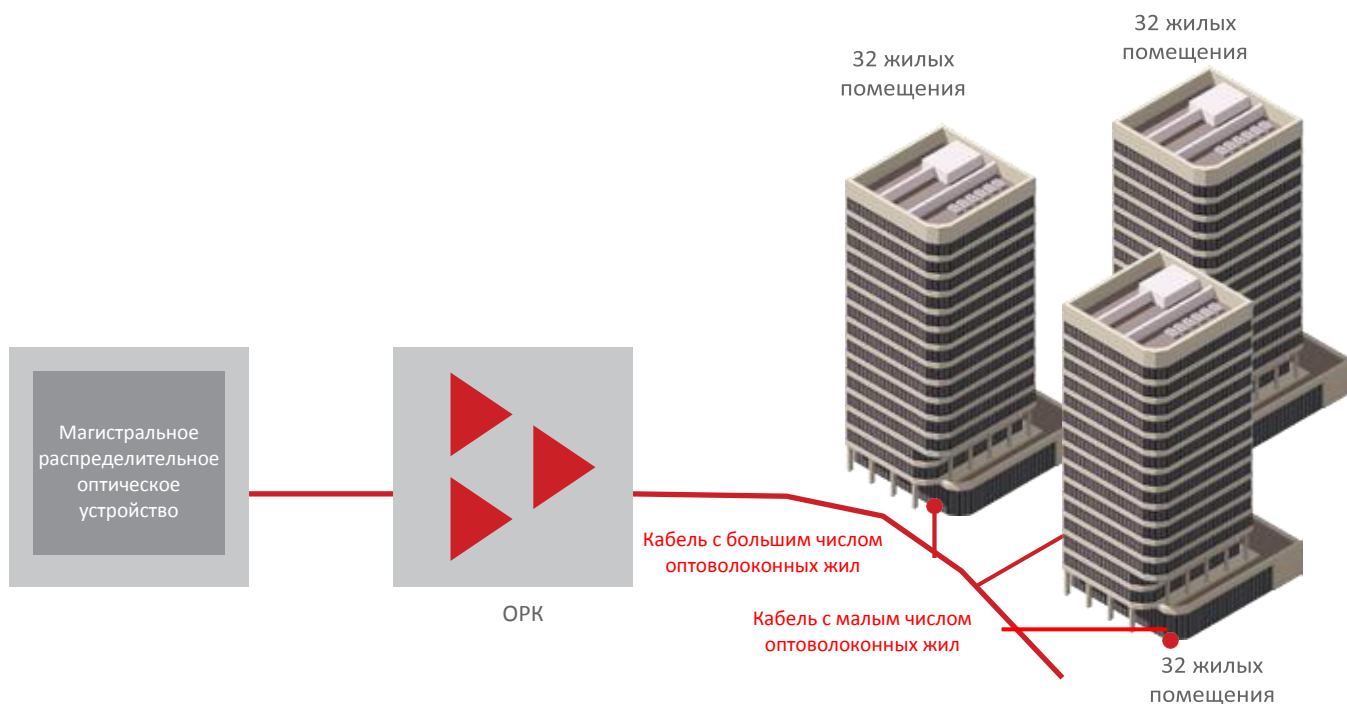 32 жилых
помещения
32 жилых
помещения
Магистральное
распределительное
оптическое
устройство
Кабель с большим числом
оптоволоконных жил
ОРК
Кабель с малым числом
оптоволоконных жил
32 жилых
помещения